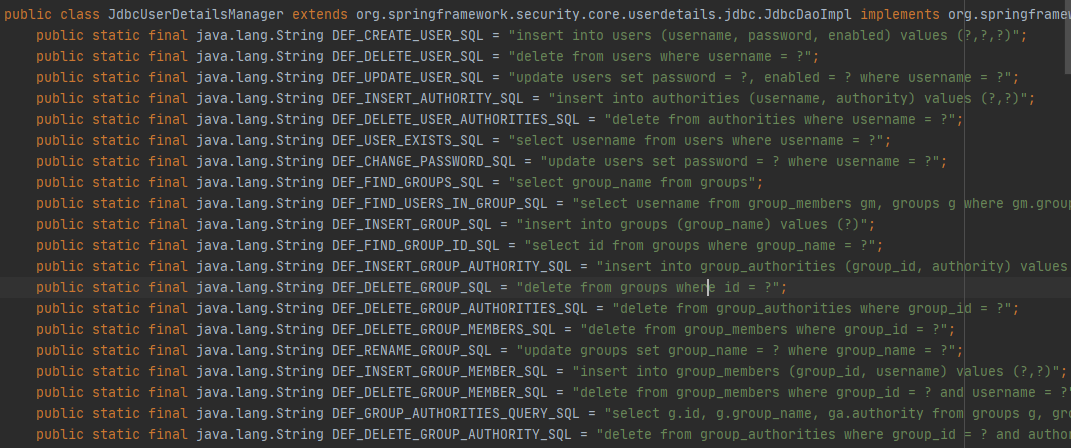 public class JdbcUserDetailsManager extends org.springframework.security.core.userdetails.jdbc.JdbcDaoImpl implements
public static final java.lang.String DEF_CREATE_USER_SQL = "insert into users (username, password, enabled) values (?,?,?)";
public static final java.lang.String DEF_DELETE_USER_SQL = "delete from users where username = ?";
public static final java.lang.String DEF_UPDATE_USER_SQL = "update users set password = ?, enabled = ? where username = ?";
public static final java.lang.String DEF_INSERT_AUTHORITY_SQL = "insert into authorities (username, authority) values (?,?)";
public static final java.lang.String DEF_DELETE_USER_AUTHORITIES_SQL = "delete from authorities where username = ?";
public static final java.lang.String DEF_USER_EXISTS_SQL = "select username from users where username = ?";
public static final java.lang.String DEF_CHANGE_PASSWORD_SQL = "update users set password = ? where username = ?";
public static final java.lang.String DEF_FIND_GROUPS_SQL = "select group_name from groups";
public static final java.lang.String DEF_FIND_USERS_IN_GROUP_SQL = "select username from group_members gm, groups g where gm.group
public static final java.lang.String DEF_INSERT_GROUP_SQL = "insert into groups (group_name) values (?)";
public static final java.lang.String DEF_FIND_GROUP_ID_SQL = "select id from groups where group_name = ?";
public static final java.lang.String DEF_INSERT_GROUP_AUTHORITY_SQL = "insert into group_authorities (group_id, authority) values
public static final java.lang.String DEF_DELETE_GROUP_SQL = "delete from groups where id = ?";
public static final java.lang.String DEF_DELETE_GROUP_AUTHORITIES_SQL = "delete from group_authorities where group_id = ?";
public static final java.lang.String DEF_DELETE_GROUP_MEMBERS_SQL = "delete from group_members where group_id = ?";
public static final java.lang.String DEF_RENAME_GROUP_SQL = "update groups set group_name = ? where group_name = ?";
public static final java.lang.String DEF_INSERT_GROUP_MEMBER_SQL = "insert into group_members (group_id, username) values (?,?)";
public static final java.lang.String DEF_DELETE_GROUP_MEMBER_SQL = "delete from group_members where group_id = ? and username = ?"
public static final java.lang.String DEF_GROUP_AUTHORITIES_QUERY_SQL = "select g.id, g.group_name, ga.authority from groups g,
public static final java.lang.String DEF_DELETE_GROUP_AUTHORITY_SQL = "delete from group_authorities where group_id = ? and